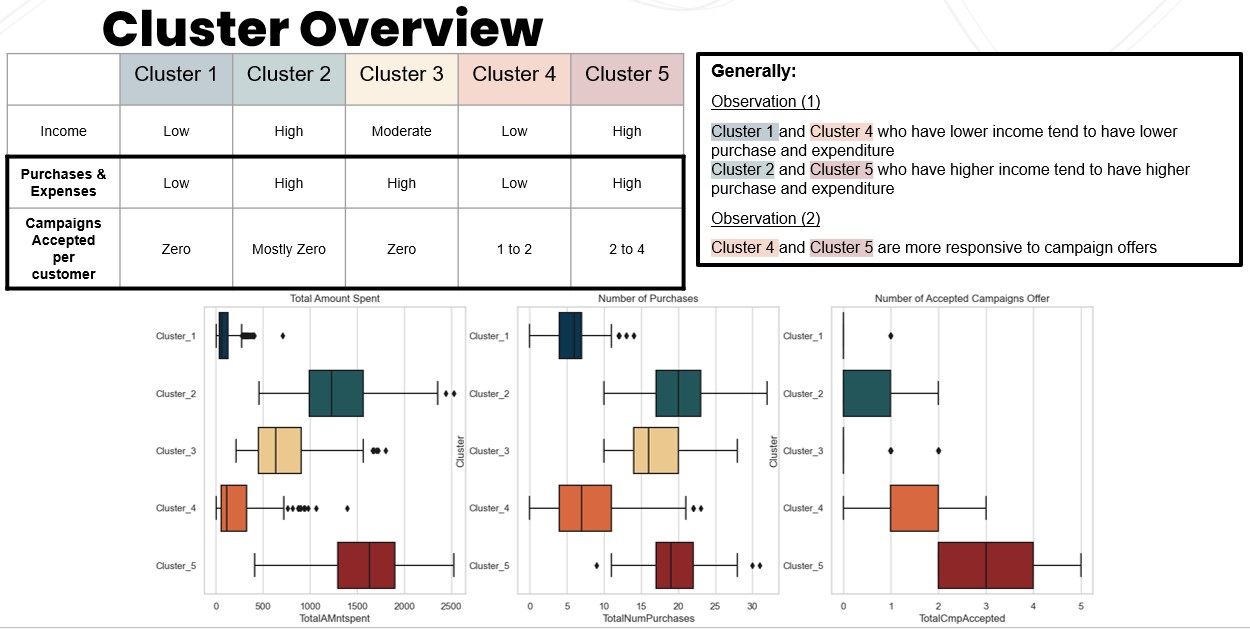 Cluster Overview
Cluster 1 Cluster 2 Cluster 3 Cluster 4 Cluster 5
Income Low High Moderate Low High
Purchases &
Expenses
Low High High Low High
Campaigns
Accepted
per
customer
Zero Mostly Zero Zero 1 to 2 2 to 4
Generally:
Observation (1)
Cluster 1 and Cluster 4 who have lower income tend to have lower
purchase and expenditure
Cluster 2 and Cluster 5 who have higher income tend to have higher
purchase and expenditure
Observation (2)
Cluster 4 and Cluster 5 are more responsive to campaign offers
Total Amount Spent
Cluster_1
Cluster_2
Cluster_3
Cluster_4
Cluster_5
0 500 1000 1500 2000 2500
TotalAMntspent
Number of Purchases
Cluster
Cluster_1
Cluster_2
Cluster_3
Cluster_4
Cluster_5
0 5 10 15 20 25 30
TotalNumPurchases
Number of Accepted Campaigns Offer
Cluster
Cluster_1
Cluster_2
Cluster_3
Cluster_4
Cluster_5
0 1 2 3 4 5
TotalCmpAccepted